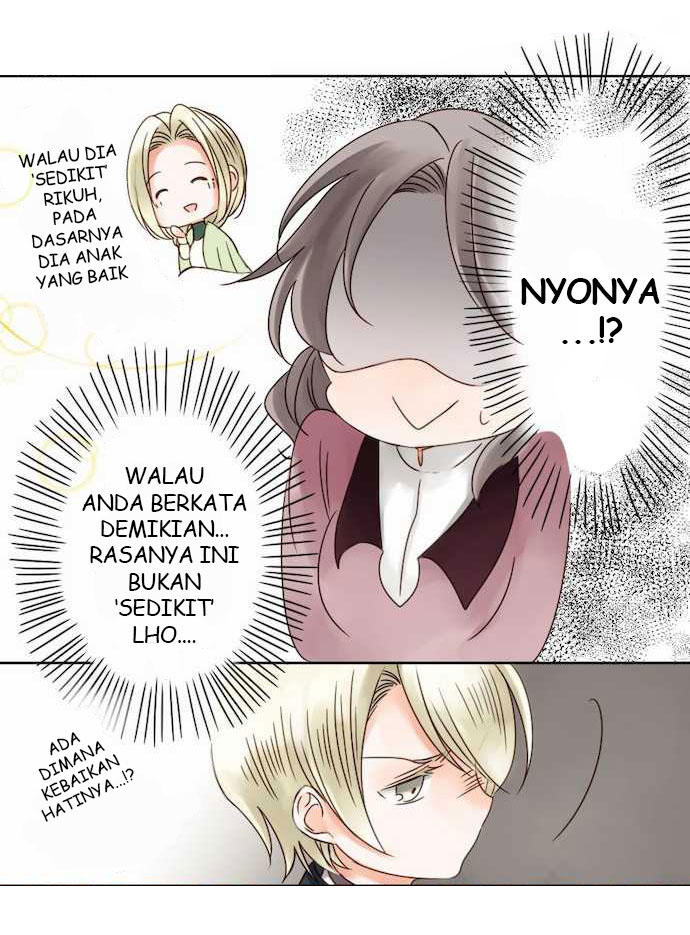 WALAU DIA
'SEDIKIT'
RIKUH,
PADA
DASARNYA
DIA ANAK
YANG BAIK
NYONYA
...!?
WALAU
ANDA BERKATA
DEMIKIAN...
RASANYA INI
BUKAN
'SEDIKIT'
LHO....
ADA
DIMANA
KEBAIKAN
HATINYA...!?